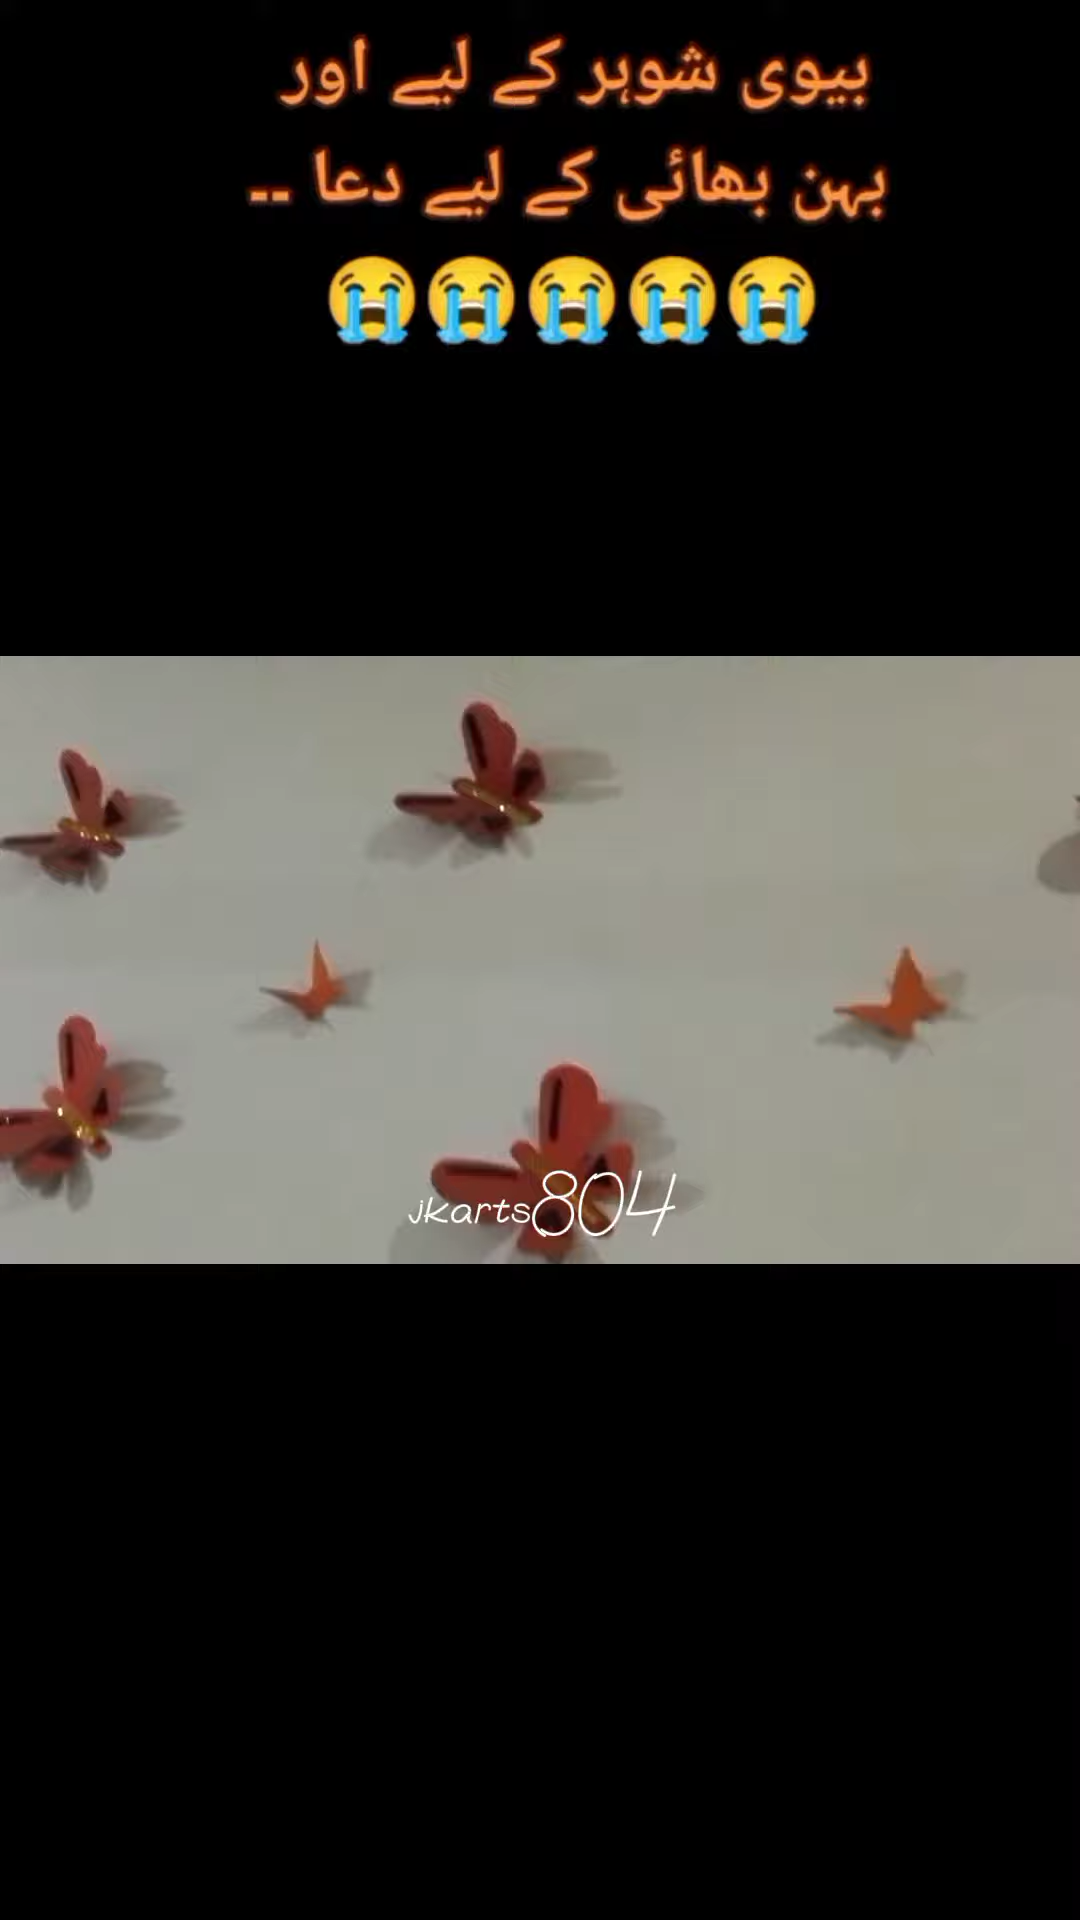 بیوی شوہر کے لیے اور
بہن بھائی کے لیے دعا --
😭😭😭😭😭
jkarts804